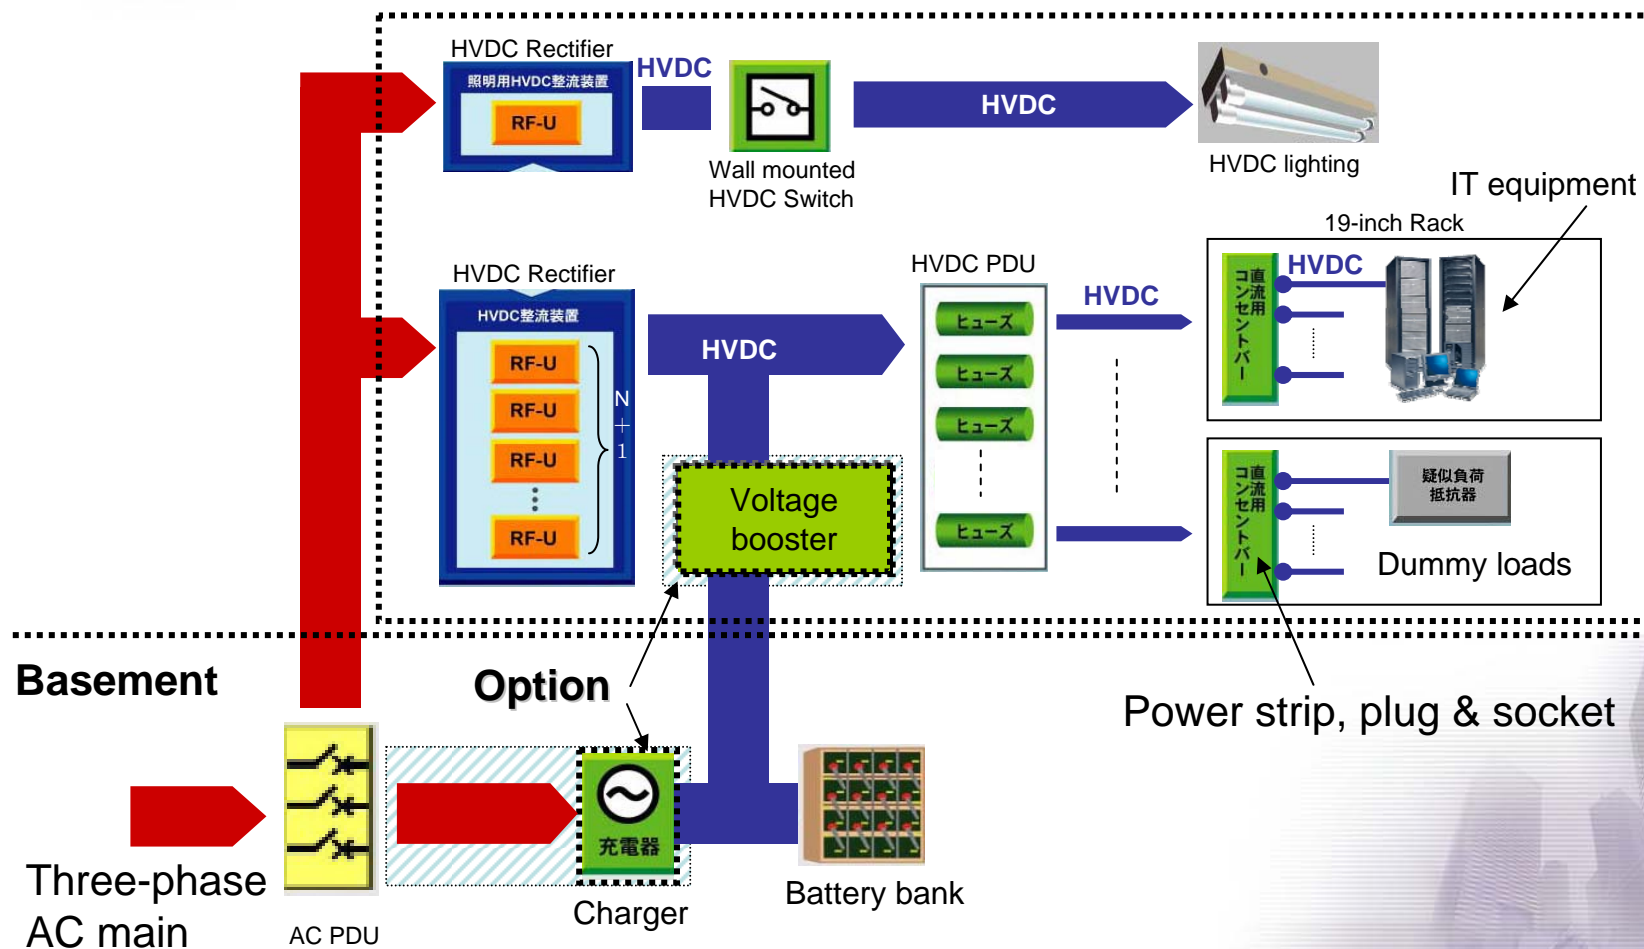 HVDC Rectifier
照明用HVDC整流装置
RF-U
HVDC
Wall mounted
HVDC Switch
HVDC
HVDC lighting
IT equipment
19-inch Rack
HVDC Rectifier
HVDC整流装置
RF-U
RF-U
RF-U
RF-U
N
+
1
HVDC
Voltage
booster
HVDC PDU
ヒューズ
ヒューズ
ヒューズ
ヒューズ
HVDC
直流用
コンセントバー
HVDC
直流用
コンセントバー
疑似負荷
抵抗器
Dummy loads
Basement
Option
Power strip, plug & socket
Three-phase
AC main
AC PDU
充電器
Charger
Battery bank